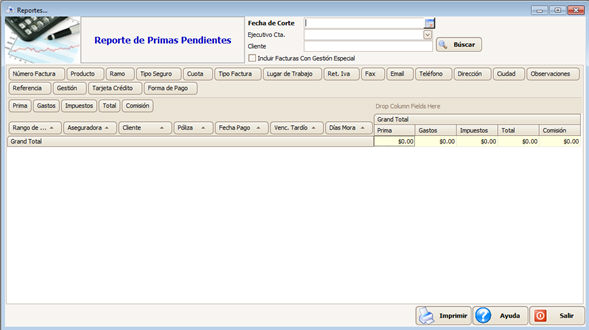 Reportes...
Reporte de Primas Pendientes
Fecha de Corte
Ejecutivo Cta.
Cliente
Búscar
Incluir Facturas Con Gestión Especial
Número Factura Producto Ramo Tipo Seguro Cuota Tipo Factura Lugar de Trabajo Ret. Iva Fax Email Teléfono Dirección Ciudad Observaciones
Referencia Gestión Tarjeta Crédito Forma de Pago
Prima Gastos Impuestos Total Comisión Drop Column Fields Here
Grand Total
Rango de ... Aseguradora Cliente Póliza Fecha Pago Venc. Tardío Días Mora Prima Gastos Impuestos Total Comisión
Grand Total $0.00 $0.00 $0.00 $0.00 $0.00
Imprimir Ayuda Salir